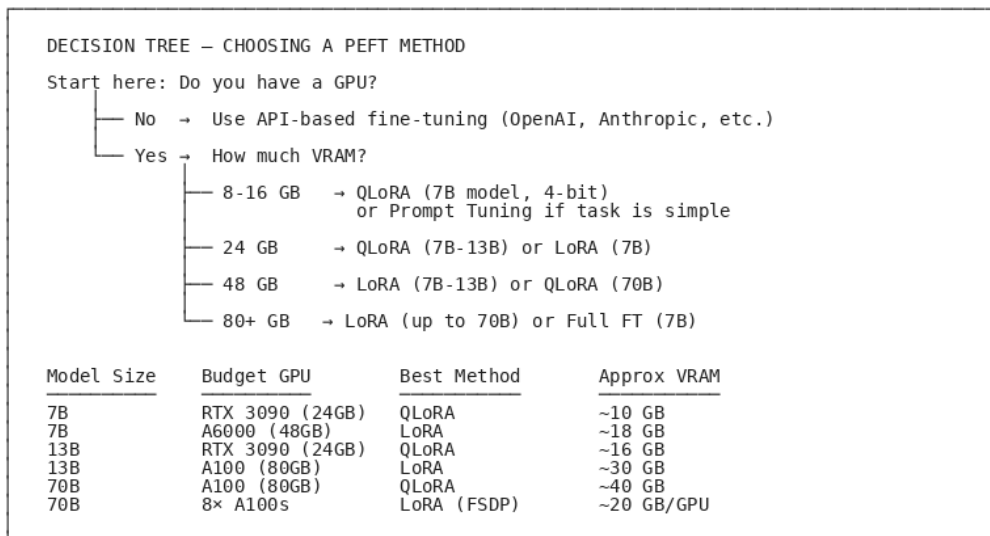 DECISION TREE — CHOOSING A PEFT METHOD
Start here: Do you have a GPU?
├── No → Use API-based fine-tuning (OpenAI, Anthropic, etc.)
└── Yes → How much VRAM?
├── 8-16 GB → QLoRA (7B model, 4-bit)
or Prompt Tuning if task is simple
├── 24 GB → QLoRA (7B-13B) or LoRA (7B)
├── 48 GB → LoRA (7B-13B) or QLoRA (70B)
└── 80+ GB → LoRA (up to 70B) or Full FT (7B)
Model Size Budget GPU Best Method Approx VRAM
7B RTX 3090 (24GB) QLoRA ~10 GB
7B A6000 (48GB) LoRA ~18 GB
13B RTX 3090 (24GB) QLoRA ~16 GB
13B A100 (80GB) LoRA ~30 GB
70B A100 (80GB) QLoRA ~40 GB
70B 8× A100s LoRA (FSDP) ~20 GB/GPU